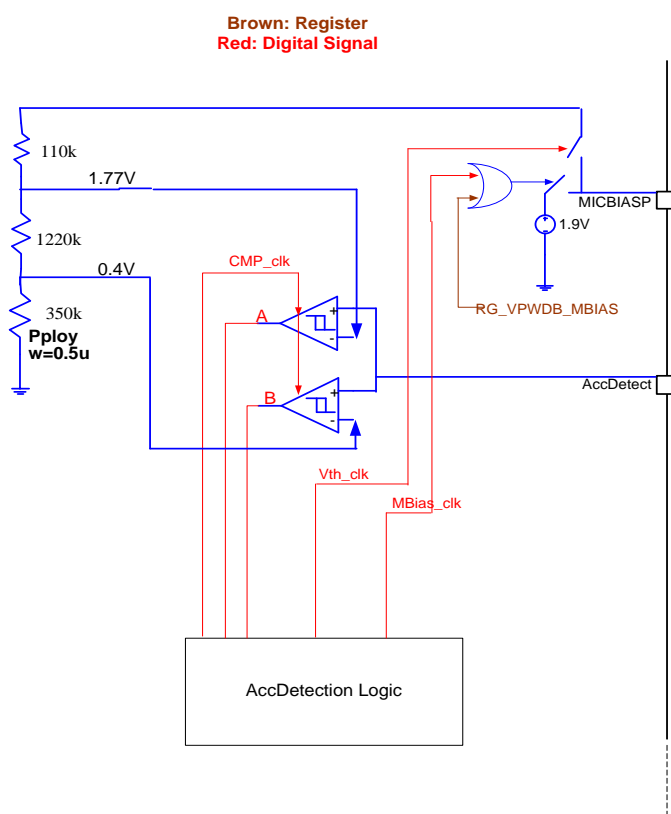 Brown: Register
Red: Digital Signal
110k
1.77V
MICBIASP
1.9V
1220k
CMP_clk
0.4V
RG_VPWDB_MBIAS
350k
A
+
-
Pploy
w=0.5u
AccDetect
B
+
-
Vth_clk
MBias_clk
AccDetection Logic